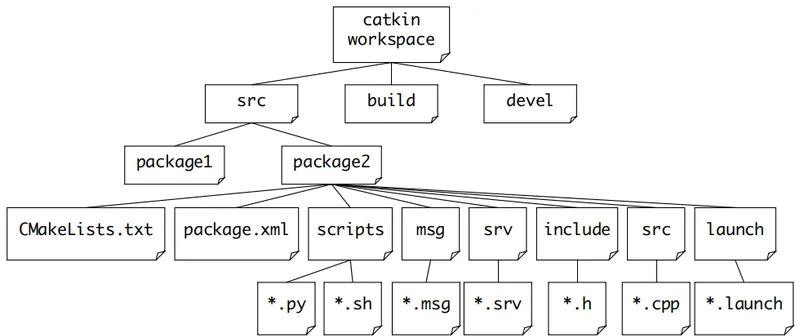 catkin
workspace
src
build
devel
package1
package2
CMakeLists.txt
package.xml
scripts
msg
srv
include
src
launch
*.py
*.sh
*.msg
*.srv
*.h
*.cpp
*.launch